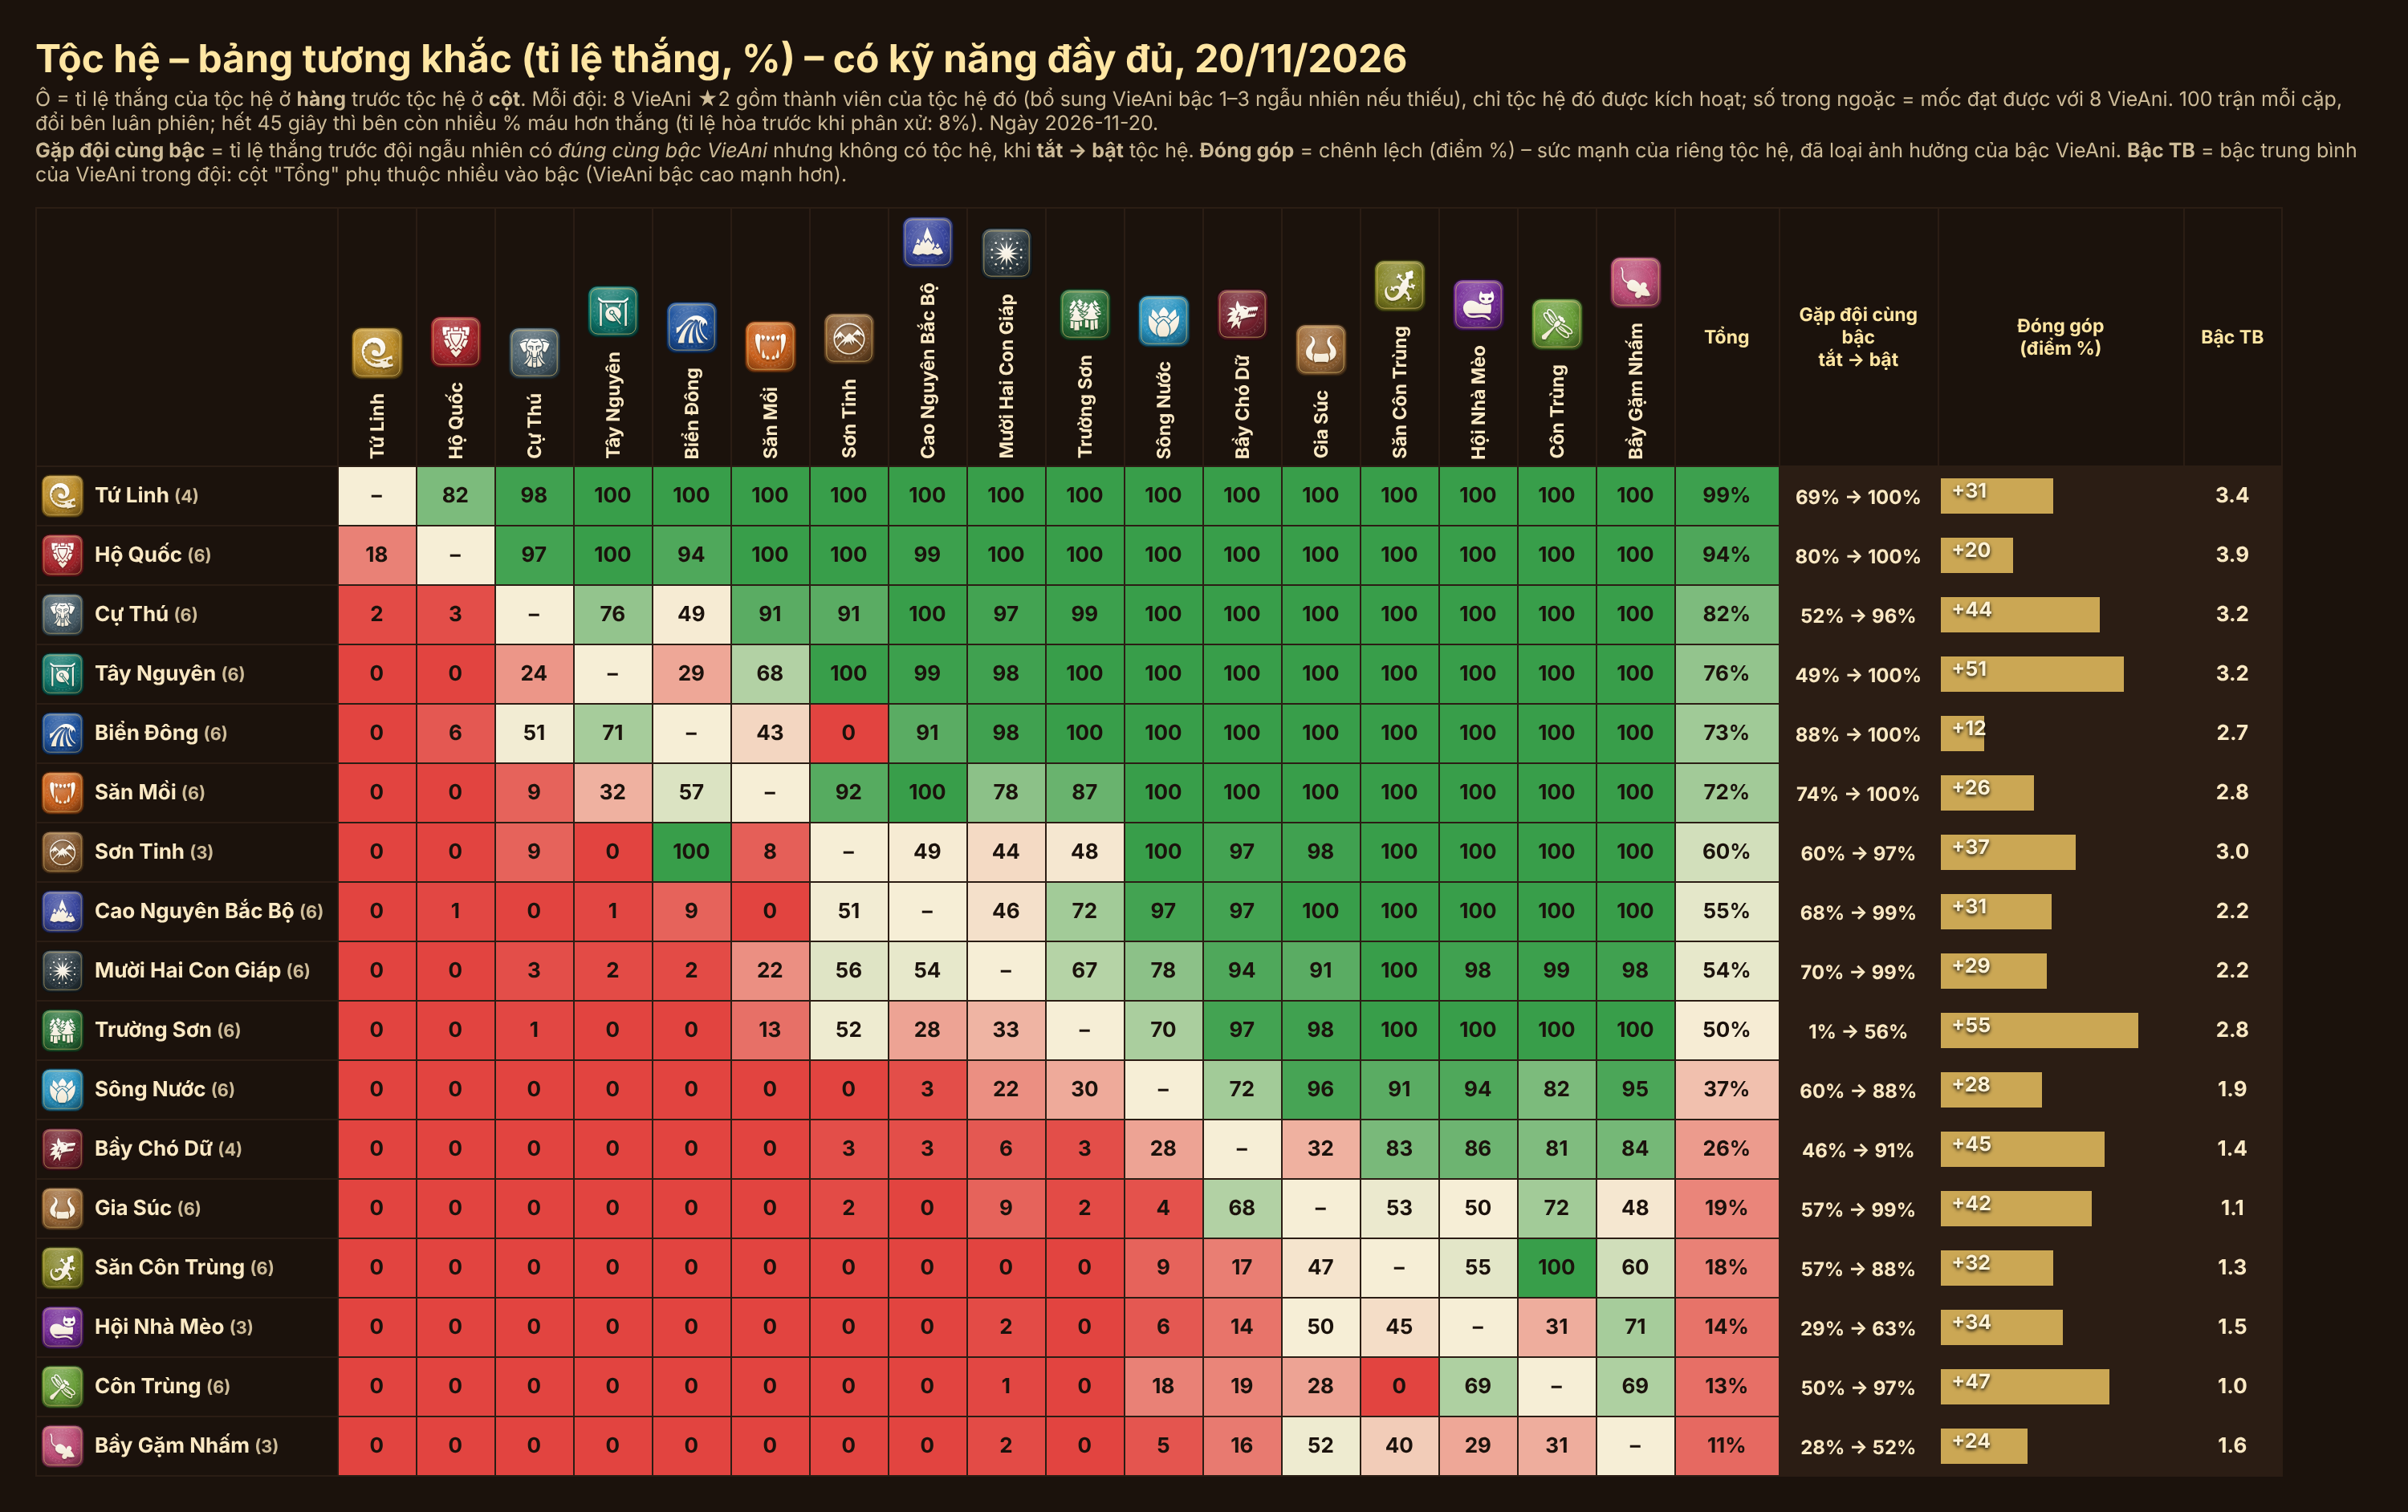 Tộc hệ – bảng tương khắc (tỉ lệ thắng, %) – có kỹ năng đầy đủ, 20/11/2026
Ô = tỉ lệ thắng của tộc hệ ở hàng trước tộc hệ ở cột. Mỗi đội: 8 VieAni ★2 gồm thành viên của tộc hệ đó (bổ sung VieAni bậc 1–3 ngẫu nhiên nếu thiếu), chỉ tộc hệ đó được kích hoạt; số trong ngoặc = mốc đạt được với 8 VieAni. 100 trận mỗi cặp,
đổi bên luân phiên; hết 45 giây thì bên còn nhiều % máu hơn thắng (tỉ lệ hòa trước khi phân xử: 8%). Ngày 2026-11-20.
Gặp đội cùng bậc = tỉ lệ thắng trước đội ngẫu nhiên có đúng cùng bậc VieAni nhưng không có tộc hệ, khi tắt → bật tộc hệ. Đóng góp = chênh lệch (điểm %) – sức mạnh của riêng tộc hệ, đã loại ảnh hưởng của bậc VieAni. Bậc TB = bậc trung bình
của VieAni trong đội: cột "Tổng" phụ thuộc nhiều vào bậc (VieAni bậc cao mạnh hơn).
Tứ Linh Hộ Quốc Cự Thú Tây Nguyên Biển Đông Săn Mồi Sơn Tinh Cao Nguyên Bắc Bộ Mười Hai Con Giáp Trường Sơn Sông Nước Bầy Chó Dữ Gia Súc Săn Côn Trùng Hội Nhà Mèo Côn Trùng Bầy Gặm Nhấm Tổng
Gặp đội cùng
bậc
tắt → bật
Đóng góp
(điểm %)
Bậc TB
Tứ Linh (4) – 82 98 100 100 100 100 100 100 100 100 100 100 100 100 100 100 99% 69% → 100% +31 3.4
Hộ Quốc (6) 18 – 97 100 94 100 100 99 100 100 100 100 100 100 100 100 100 94% 80% → 100% +20 3.9
Cự Thú (6) 2 3 – 76 49 91 91 100 97 99 100 100 100 100 100 100 100 82% 52% → 96% +44 3.2
Tây Nguyên (6) 0 0 24 – 29 68 100 99 98 100 100 100 100 100 100 100 100 76% 49% → 100% +51 3.2
Biển Đông (6) 0 6 51 71 – 43 0 91 98 100 100 100 100 100 100 100 100 73% 88% → 100% +12 2.7
Săn Mồi (6) 0 0 9 32 57 – 92 100 78 87 100 100 100 100 100 100 100 72% 74% → 100% +26 2.8
Sơn Tinh (3) 0 0 9 0 100 8 – 49 44 48 100 97 98 100 100 100 100 60% 60% → 97% +37 3.0
Cao Nguyên Bắc Bộ (6) 0 1 0 1 9 0 51 – 46 72 97 97 100 100 100 100 100 55% 68% → 99% +31 2.2
Mười Hai Con Giáp (6) 0 0 3 2 2 22 56 54 – 67 78 94 91 100 98 99 98 54% 70% → 99% +29 2.2
Trường Sơn (6) 0 0 1 0 0 13 52 28 33 – 70 97 98 100 100 100 100 50% 1% → 56% +55 2.8
Sông Nước (6) 0 0 0 0 0 0 0 3 22 30 – 72 96 91 94 82 95 37% 60% → 88% +28 1.9
Bầy Chó Dữ (4) 0 0 0 0 0 0 3 3 6 3 28 – 32 83 86 81 84 26% 46% → 91% +45 1.4
Gia Súc (6) 0 0 0 0 0 0 2 0 9 2 4 68 – 53 50 72 48 19% 57% → 99% +42 1.1
Săn Côn Trùng (6) 0 0 0 0 0 0 0 0 0 0 9 17 47 – 55 100 60 18% 57% → 88% +32 1.3
Hội Nhà Mèo (3) 0 0 0 0 0 0 0 0 2 0 6 14 50 45 – 31 71 14% 29% → 63% +34 1.5
Côn Trùng (6) 0 0 0 0 0 0 0 0 1 0 18 19 28 0 69 – 69 13% 50% → 97% +47 1.0
Bầy Gặm Nhấm (3) 0 0 0 0 0 0 0 0 2 0 5 16 52 40 29 31 – 11% 28% → 52% +24 1.6